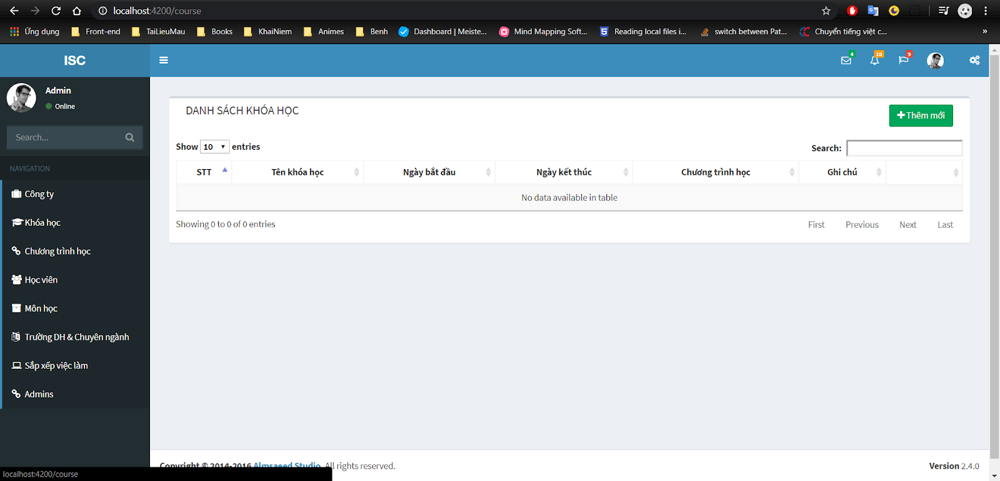 localhost:4200/course
Ứng dụng Front-end TaiLieuMau Books KhaiNiem Animes Benh Dashboard | Meiste... Mind Mapping Soft... Reading local files i... switch between Pat... Chuyển tiếng việt c... »
ISC 4 10 9
Admin
Online
Search...
NAVIGATION
Công ty
Khóa học
Chương trình học
Học viên
Môn học
Trường DH & Chuyên ngành
Sắp xếp việc làm
Admins
DANH SÁCH KHÓA HỌC
Thêm mới
Show 10 entries
Search:
STT Tên khóa học Ngày bắt đầu Ngày kết thúc Chương trình học Ghi chú
No data available in table
Showing 0 to 0 of 0 entries
First Previous Next Last
Copyright © 2014-2016 Almsaeed Studio. All rights reserved.
Version 2.4.0
localhost:4200/course